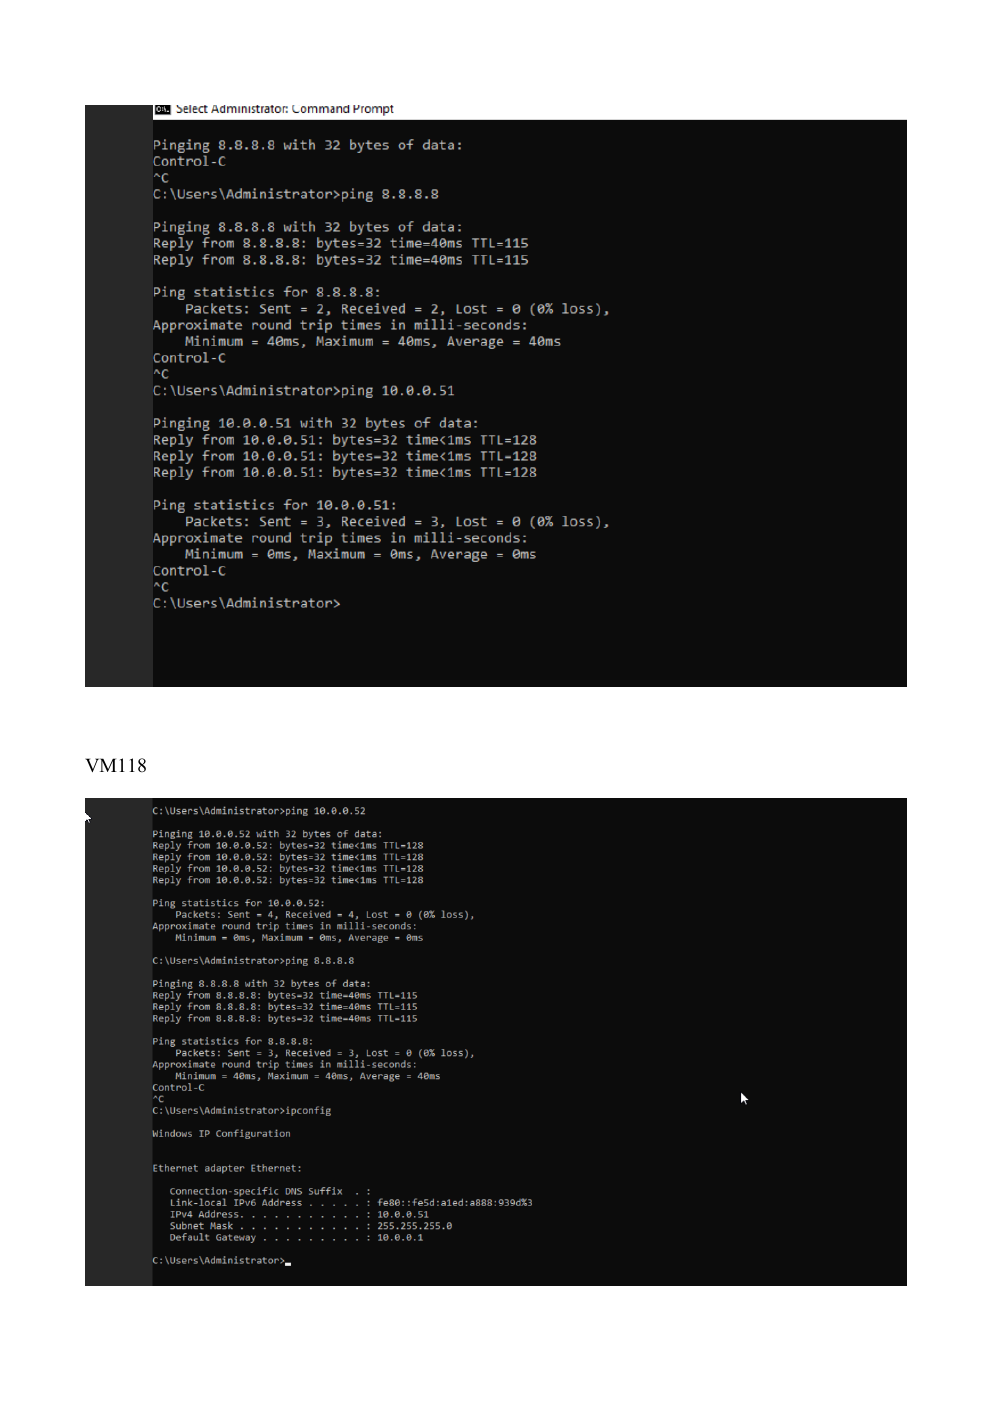 Select Administrator: Command Prompt
Pinging 8.8.8.8 with 32 bytes of data:
Control-C
^C
C:\Users\Administrator>ping 8.8.8.8
Pinging 8.8.8.8 with 32 bytes of data:
Reply from 8.8.8.8: bytes=32 time=40ms TTL=115
Reply from 8.8.8.8: bytes=32 time=40ms TTL=115
Ping statistics for 8.8.8.8:
Packets: Sent = 2, Received = 2, Lost = 0 (0% loss),
Approximate round trip times in milli-seconds:
Minimum = 40ms, Maximum = 40ms, Average = 40ms
Control-C
^C
C:\Users\Administrator>ping 10.0.0.51
Pinging 10.0.0.51 with 32 bytes of data:
Reply from 10.0.0.51: bytes=32 time<1ms TTL=128
Reply from 10.0.0.51: bytes=32 time<1ms TTL=128
Reply from 10.0.0.51: bytes=32 time<1ms TTL=128
Ping statistics for 10.0.0.51:
Packets: Sent = 3, Received = 3, Lost = 0 (0% loss),
Approximate round trip times in milli-seconds:
Minimum = 0ms, Maximum = 0ms, Average = 0ms
Control-C
^C
C:\Users\Administrator>
VM118
C:\Users\Administrator>ping 10.0.0.52
Pinging 10.0.0.52 with 32 bytes of data:
Reply from 10.0.0.52: bytes=32 time<1ms TTL=128
Reply from 10.0.0.52: bytes=32 time<1ms TTL=128
Reply from 10.0.0.52: bytes=32 time<1ms TTL=128
Reply from 10.0.0.52: bytes=32 time<1ms TTL=128
Ping statistics for 10.0.0.52:
Packets: Sent = 4, Received = 4, Lost = 0 (0% loss),
Approximate round trip times in milli-seconds:
Minimum = 0ms, Maximum = 0ms, Average = 0ms
C:\Users\Administrator>ping 8.8.8.8
Pinging 8.8.8.8 with 32 bytes of data:
Reply from 8.8.8.8: bytes=32 time=40ms TTL=115
Reply from 8.8.8.8: bytes=32 time=40ms TTL=115
Reply from 8.8.8.8: bytes=32 time=40ms TTL=115
Ping statistics for 8.8.8.8:
Packets: Sent = 3, Received = 3, Lost = 0 (0% loss),
Approximate round trip times in milli-seconds:
Minimum = 40ms, Maximum = 40ms, Average = 40ms
Control-C
^C
C:\Users\Administrator>ipconfig
Windows IP Configuration
Ethernet adapter Ethernet:
Connection-specific DNS Suffix . :
Link-local IPv6 Address . . . . . : fe80::fe5d:a1ed:a888:939d%3
IPv4 Address. . . . . . . . . . . : 10.0.0.51
Subnet Mask . . . . . . . . . . . : 255.255.255.0
Default Gateway . . . . . . . . . : 10.0.0.1
C:\Users\Administrator>